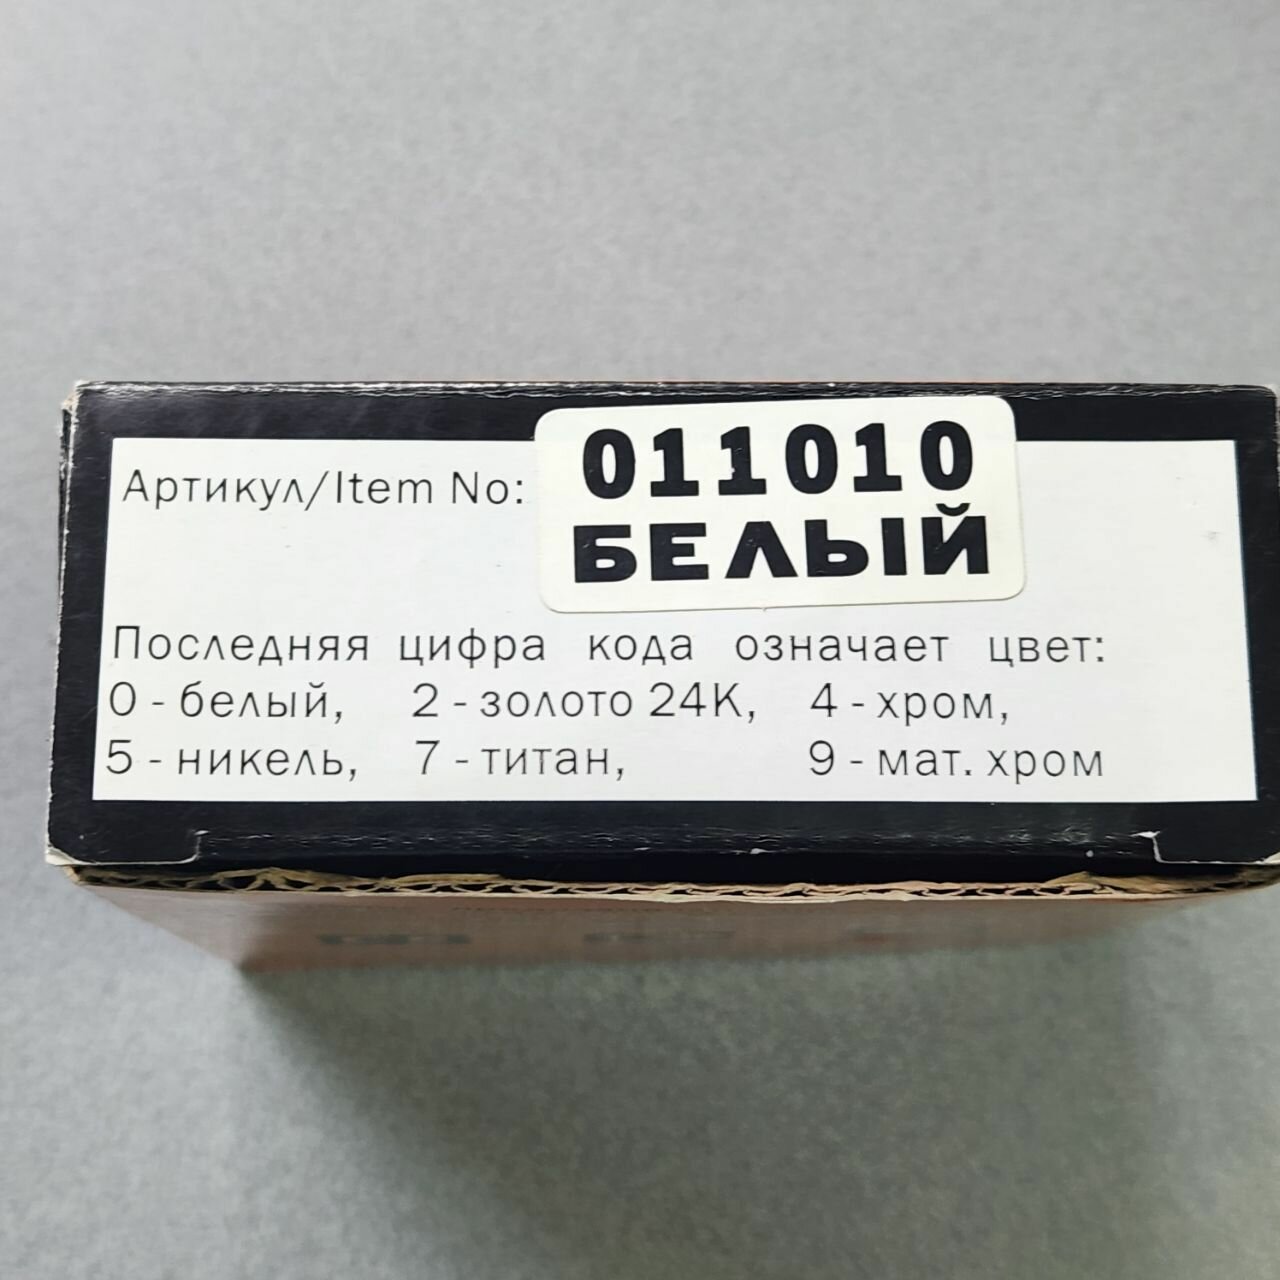 Артикул/Item No: 011010
БЕЛЫЙ
Последняя цифра кода означает цвет:
0 - белый, 2 - золото 24К, 4 - хром,
5 - никель, 7 - титан, 9 - мат. хром